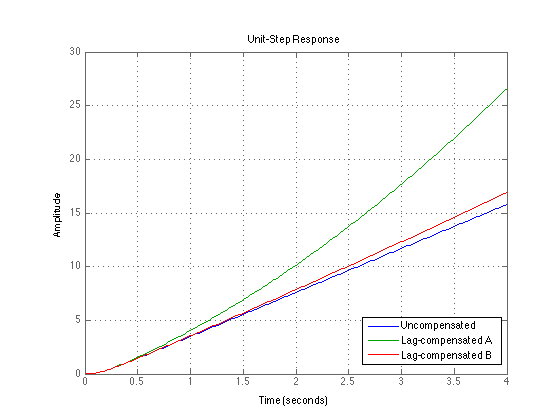 Unit-Step Response
30
25
20
15
10
5
0
0 0.5 1 1.5 2 2.5 3 3.5 4
Amplitude
Time (seconds)
Uncompensated
Lag-compensated A
Lag-compensated B